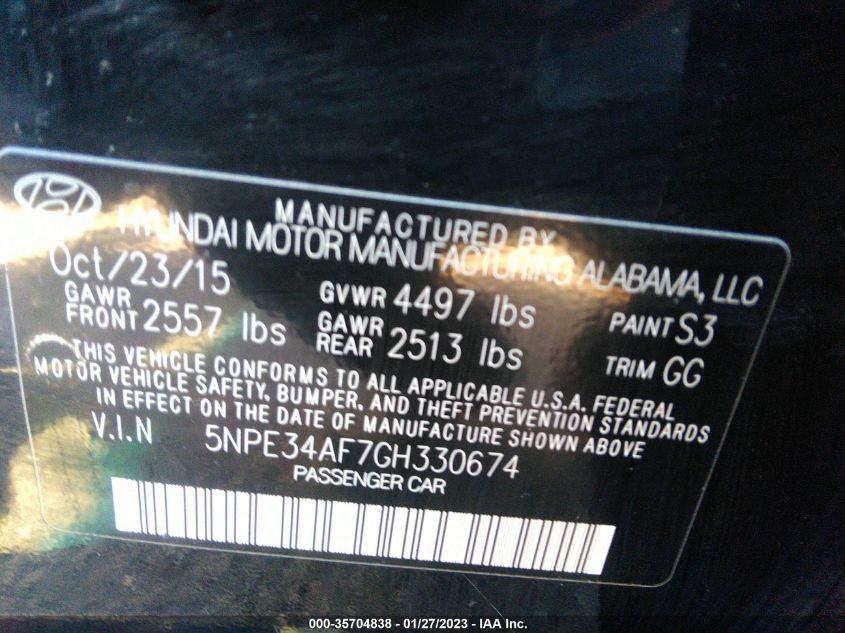 MANUFACTURED BY
HYUNDAI MOTOR MANUFACTURING ALABAMA, LLC
Oct/23/15 GVWR 4497 lbs PAINT S3
GAWR FRONT 2557 lbs GAWR REAR 2513 lbs TRIM GG
THIS VEHICLE CONFORMS TO ALL APPLICABLE U.S.A. FEDERAL
MOTOR VEHICLE SAFETY, BUMPER, AND THEFT PREVENTION STANDARDS
IN EFFECT ON THE DATE OF MANUFACTURE SHOWN ABOVE
V.I.N 5NPE34AF7GH330674
PASSENGER CAR
000-35704838 - 01/27/2023 - IAA Inc.